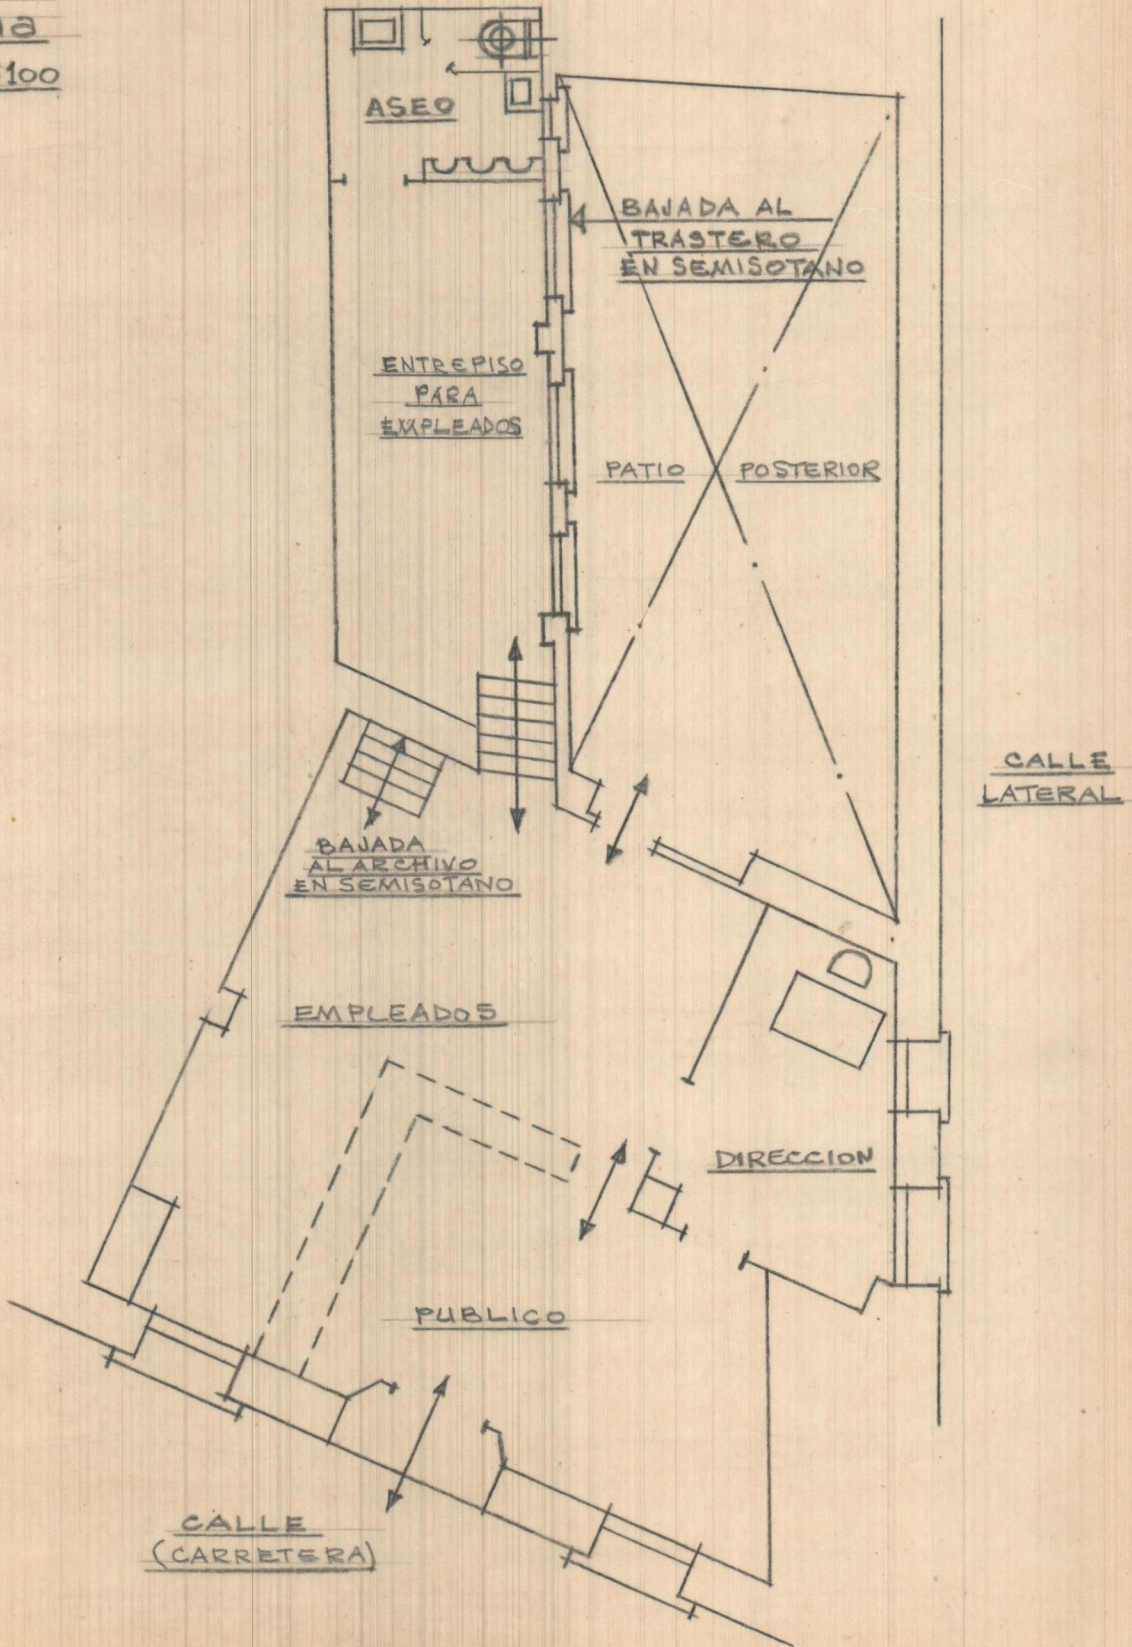 :100
ASEO
BAJADA AL
TRASTERO
EN SEMISOTANO
ENTREPISO
PARA
EMPLEADOS
PATIO POSTERIOR
CALLE
LATERAL
BAJADA
AL ARCHIVO
EN SEMISOTANO
EMPLEADOS
DIRECCION
PUBLICO
CALLE
(CARRETERA)